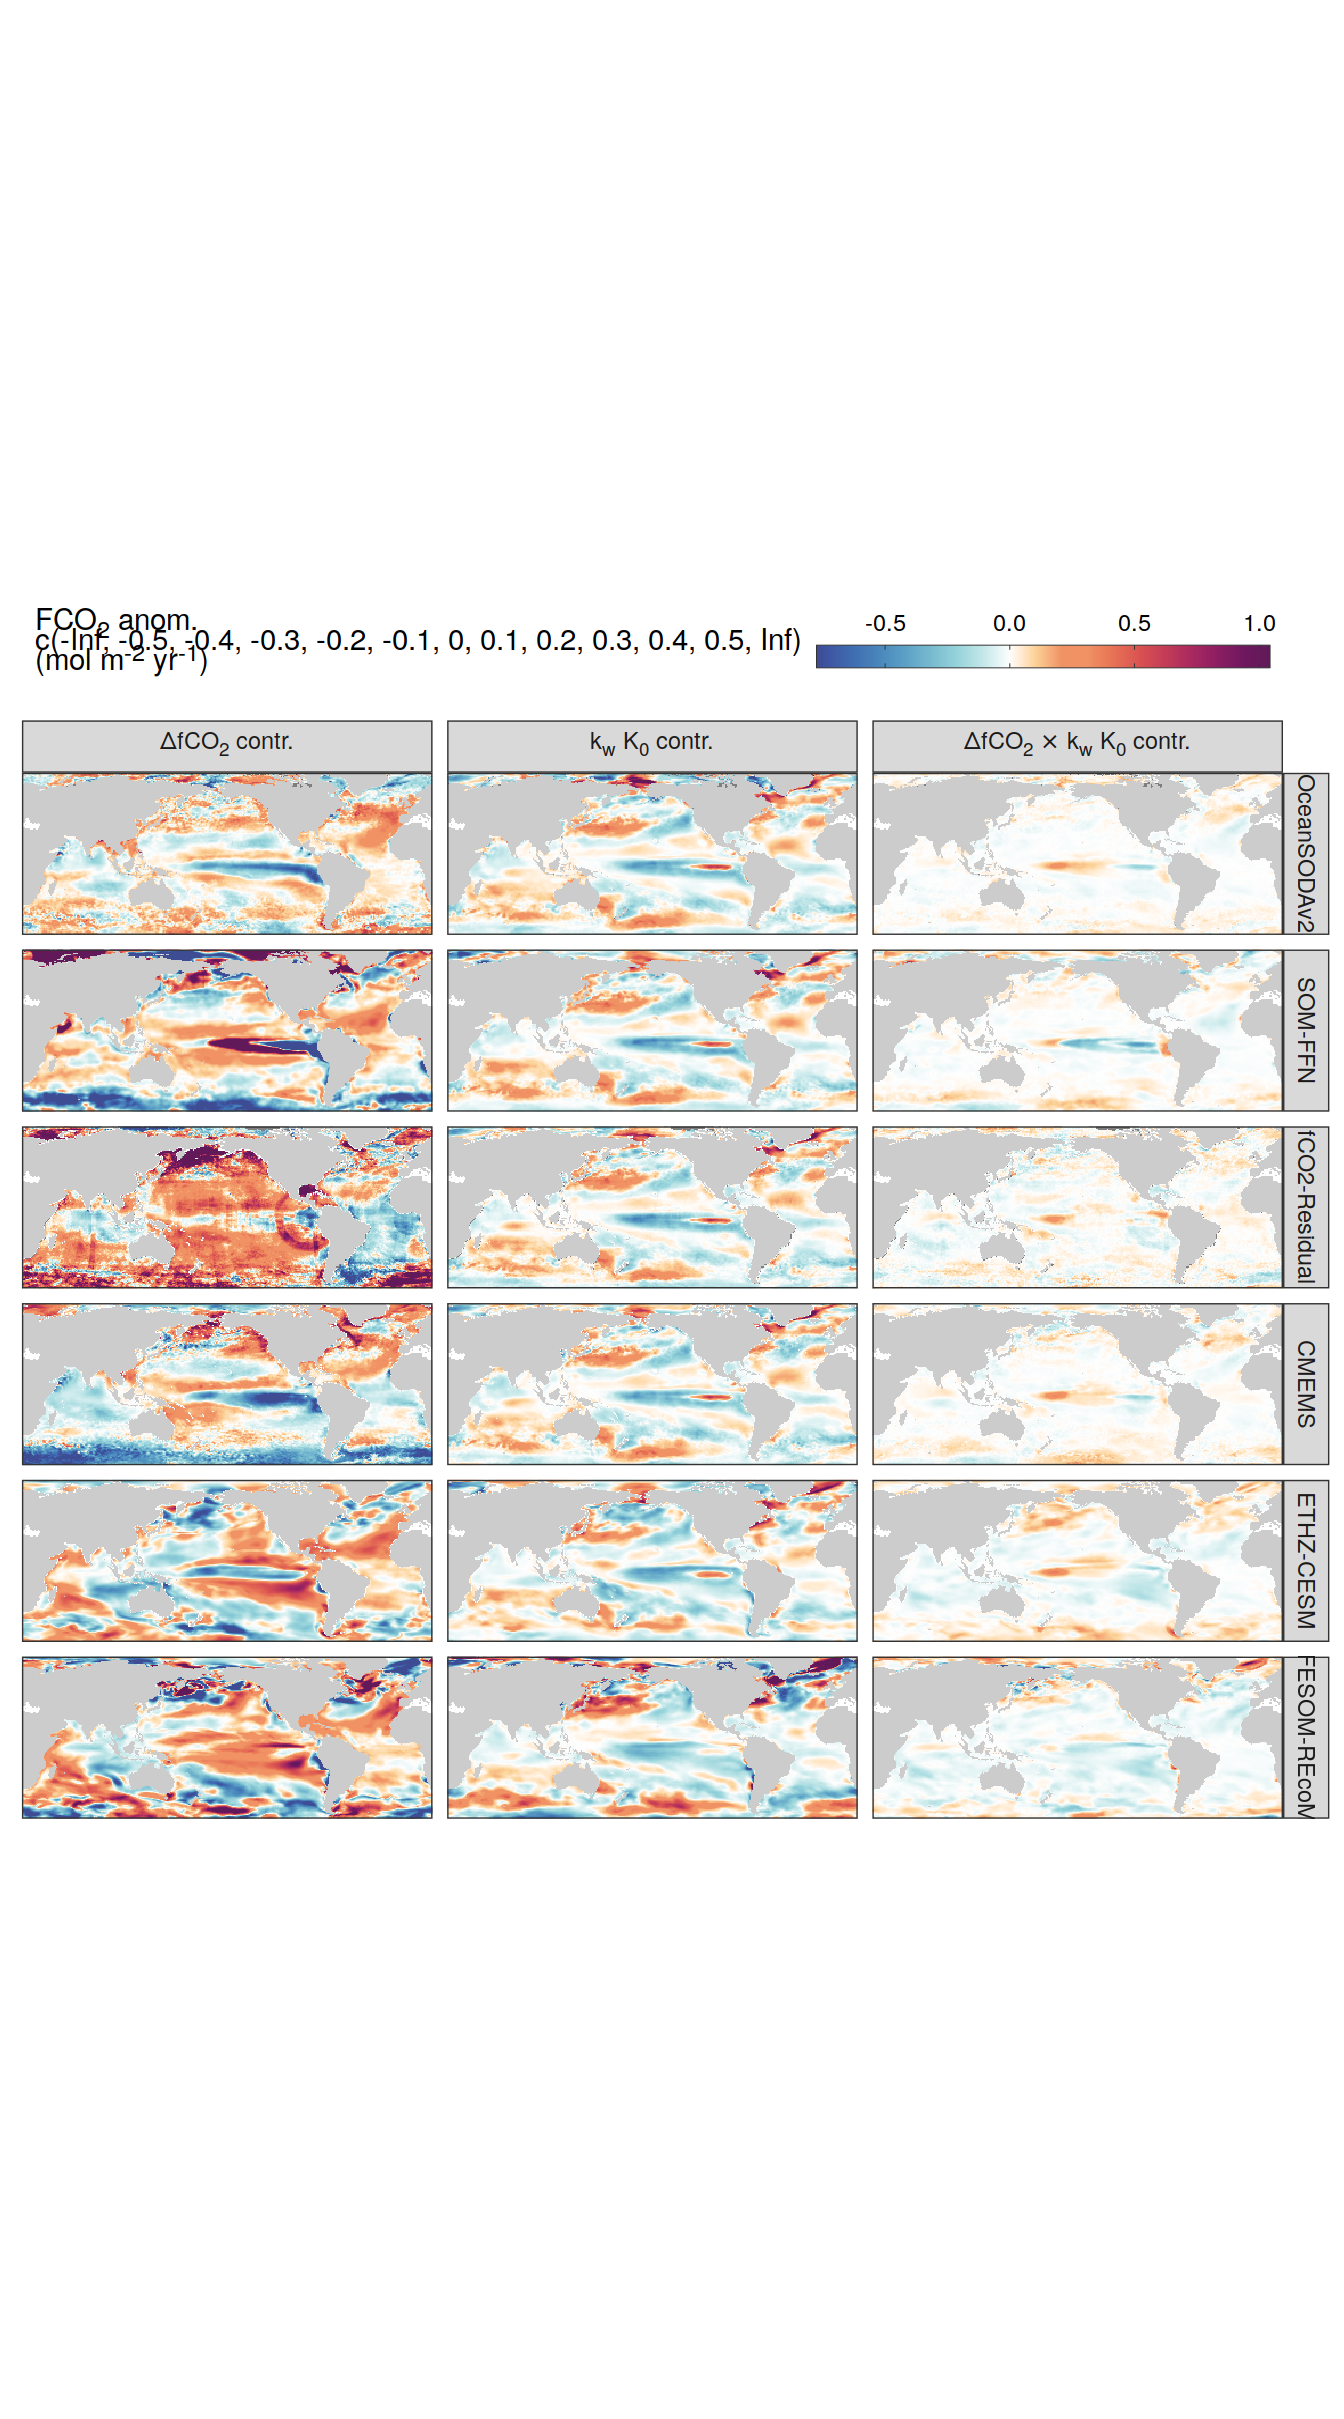 FCO2 anom.
c(-Inf, -0.5, -0.4, -0.3, -0.2, -0.1, 0, 0.1, 0.2, 0.3, 0.4, 0.5, Inf)
(mol m-2 yr-1)
-0.5 0.0 0.5 1.0
ΔfCO2 contr. kw K0 contr. ΔfCO2 × kw K0 contr.
OceanSODAv2
SOM-FFN
fCO2-Residual
CMEMS
ETHZ-CESM
FESOM-REcoM